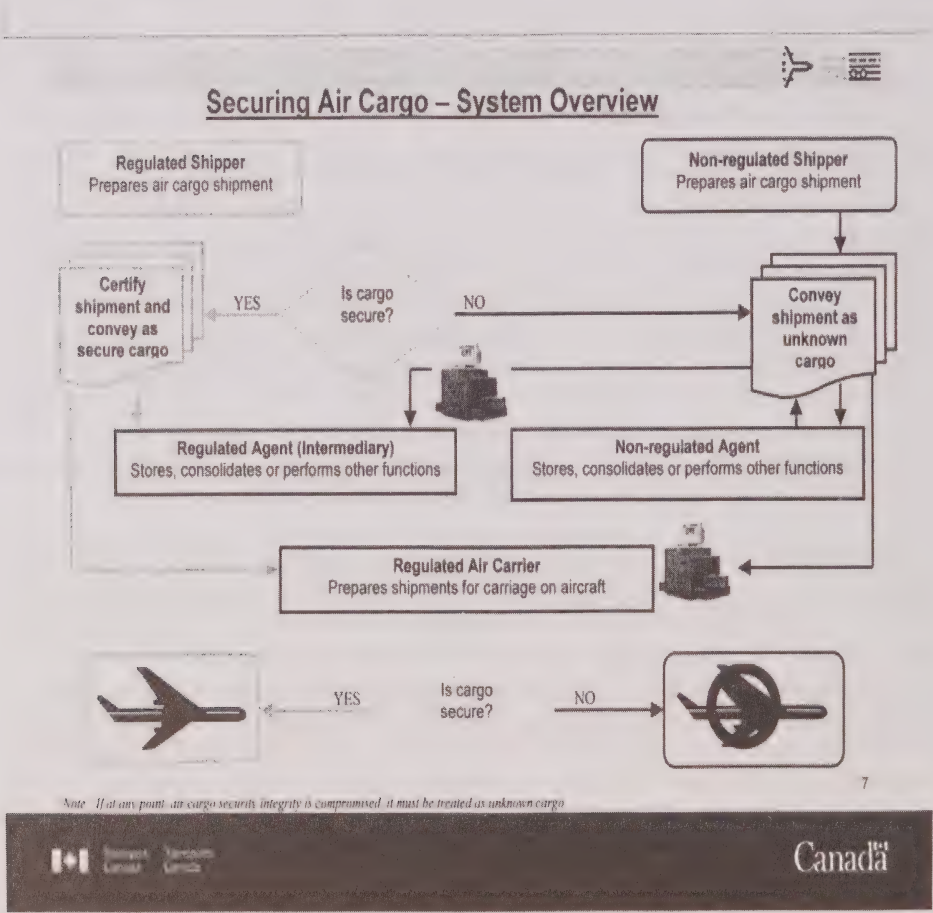 Securing Air Cargo – System Overview
Regulated Shipper
Prepares air cargo shipment
Non-regulated Shipper
Prepares air cargo shipment
Certify
shipment and
convey as
secure cargo
YES
Is cargo
secure?
NO
Convey
shipment as
unknown
cargo
Regulated Agent (Intermediary)
Stores, consolidates or performs other functions
Non-regulated Agent
Stores, consolidates or performs other functions
Regulated Air Carrier
Prepares shipments for carriage on aircraft
YES
Is cargo
secure?
NO
7
Note If at any point air cargo security integrity is compromised it must be treated as unknown cargo
Transport Transports
Canada Canada
Canada